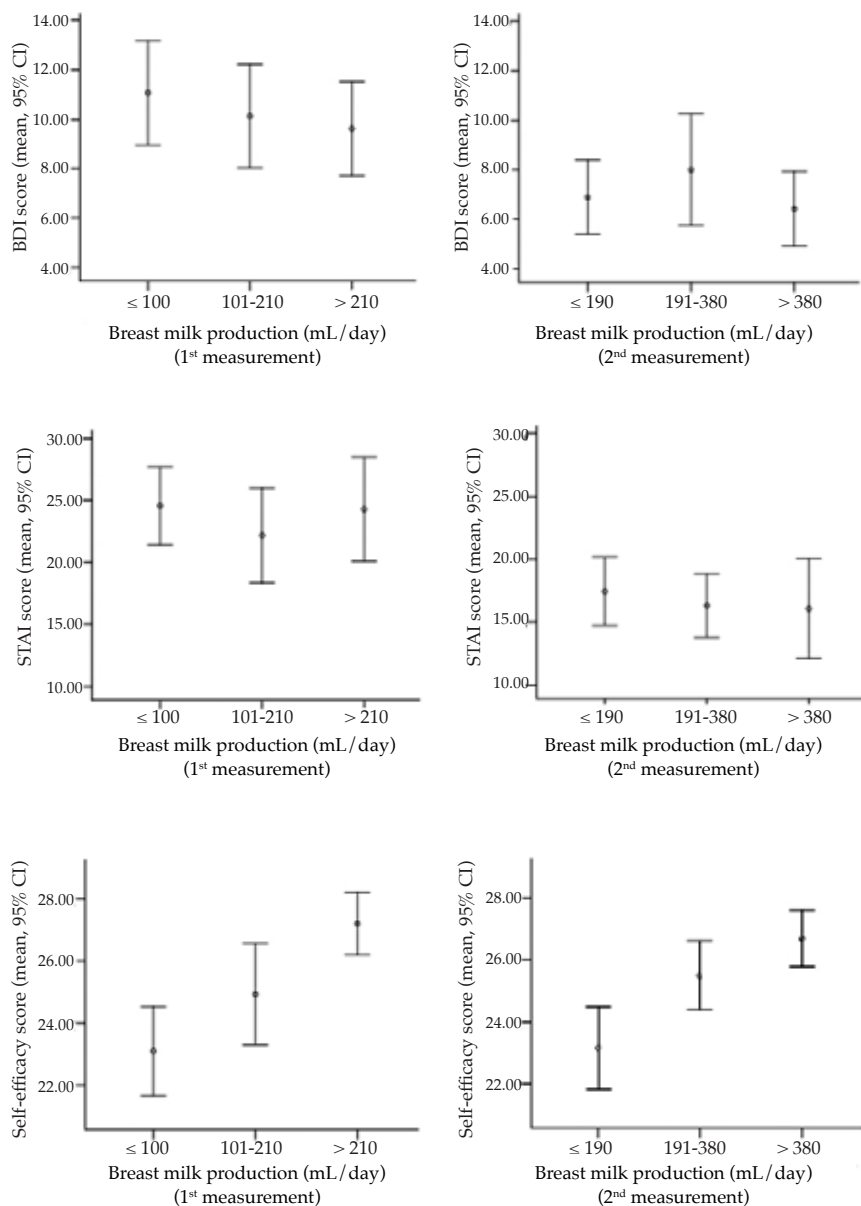 BDI score (mean, 95% CI)
14.00
12.00
10.00
8.00
6.00
4.00
≤ 100
101-210
> 210
Breast milk production (mL/day)
(1st measurement)
BDI score (mean, 95% CI)
14.00
12.00
10.00
8.00
6.00
4.00
≤ 190
191-380
> 380
Breast milk production (mL/day)
(2nd measurement)
STAI score (mean, 95% CI)
30.00
25.00
20.00
15.00
10.00
≤ 100
101-210
> 210
Breast milk production (mL/day)
(1st measurement)
STAI score (mean, 95% CI)
30.00
25.00
20.00
15.00
10.00
≤ 190
191-380
> 380
Breast milk production (mL/day)
(2nd measurement)
Self-efficacy score (mean, 95% CI)
28.00
26.00
24.00
22.00
≤ 100
101-210
> 210
Breast milk production (mL/day)
(1st measurement)
Self-efficacy score (mean, 95% CI)
28.00
26.00
24.00
22.00
≤ 190
191-380
> 380
Breast milk production (mL/day)
(2nd measurement)